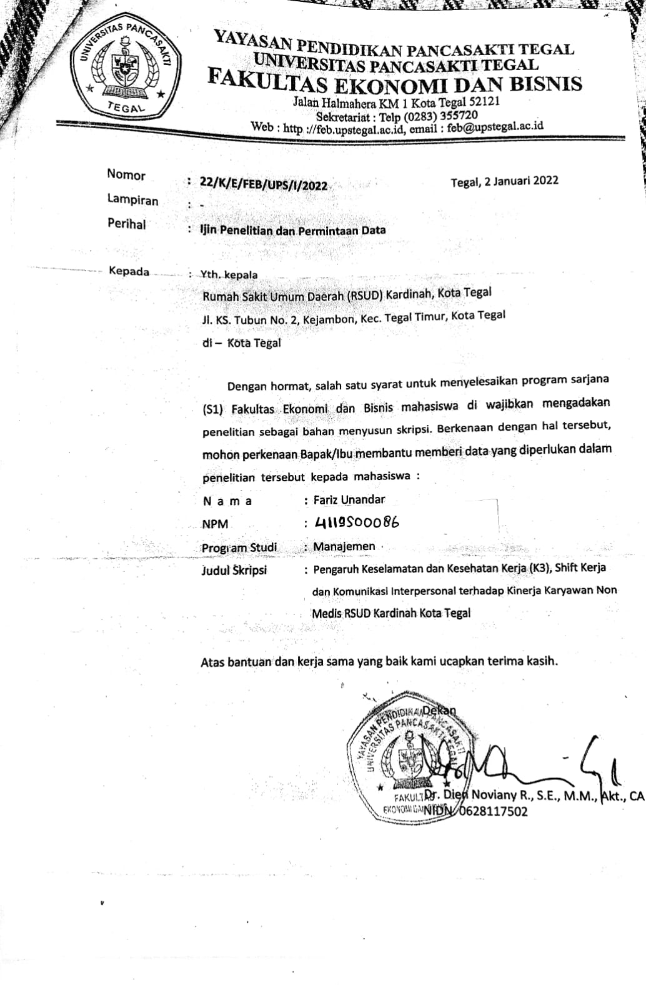 UNIVERSITAS PANCASAKTI
TEGAL
YAYASAN PENDIDIKAN PANCASAKTI TEGAL
UNIVERSITAS PANCASAKTI TEGAL
FAKULTAS EKONOMI DAN BISNIS
Jalan Halmahera KM 1 Kota Tegal 52121
Sekretariat : Telp (0283) 355720
Web : http ://feb.upstegal.ac.id, email : feb@upstegal.ac.id
Nomor : 22/K/E/FEB/UPS/I/2022 Tegal, 2 Januari 2022
Lampiran : -
Perihal : Ijin Penelitian dan Permintaan Data
Kepada : Yth. kepala
Rumah Sakit Umum Daerah (RSUD) Kardinah, Kota Tegal
Jl. KS. Tubun No. 2, Kejambon, Kec. Tegal Timur, Kota Tegal
di – Kota Tegal
Dengan hormat, salah satu syarat untuk menyelesaikan program sarjana
(S1) Fakultas Ekonomi dan Bisnis mahasiswa di wajibkan mengadakan
penelitian sebagai bahan menyusun skripsi. Berkenaan dengan hal tersebut,
mohon perkenaan Bapak/Ibu membantu memberi data yang diperlukan dalam
penelitian tersebut kepada mahasiswa :
N a m a : Fariz Unandar
NPM : 4119500086
Program Studi : Manajemen
Judul Skripsi : Pengaruh Keselamatan dan Kesehatan Kerja (K3), Shift Kerja
dan Komunikasi Interpersonal terhadap Kinerja Karyawan Non
Medis RSUD Kardinah Kota Tegal
Atas bantuan dan kerja sama yang baik kami ucapkan terima kasih.
Dekan
YAYASAN PENDIDIKAN PANCASAKTI
UNIVERSITAS PANCASAKTI TEGAL
Dr. Dien Noviany R., S.E., M.M., Akt., CA
NIDN 0628117502